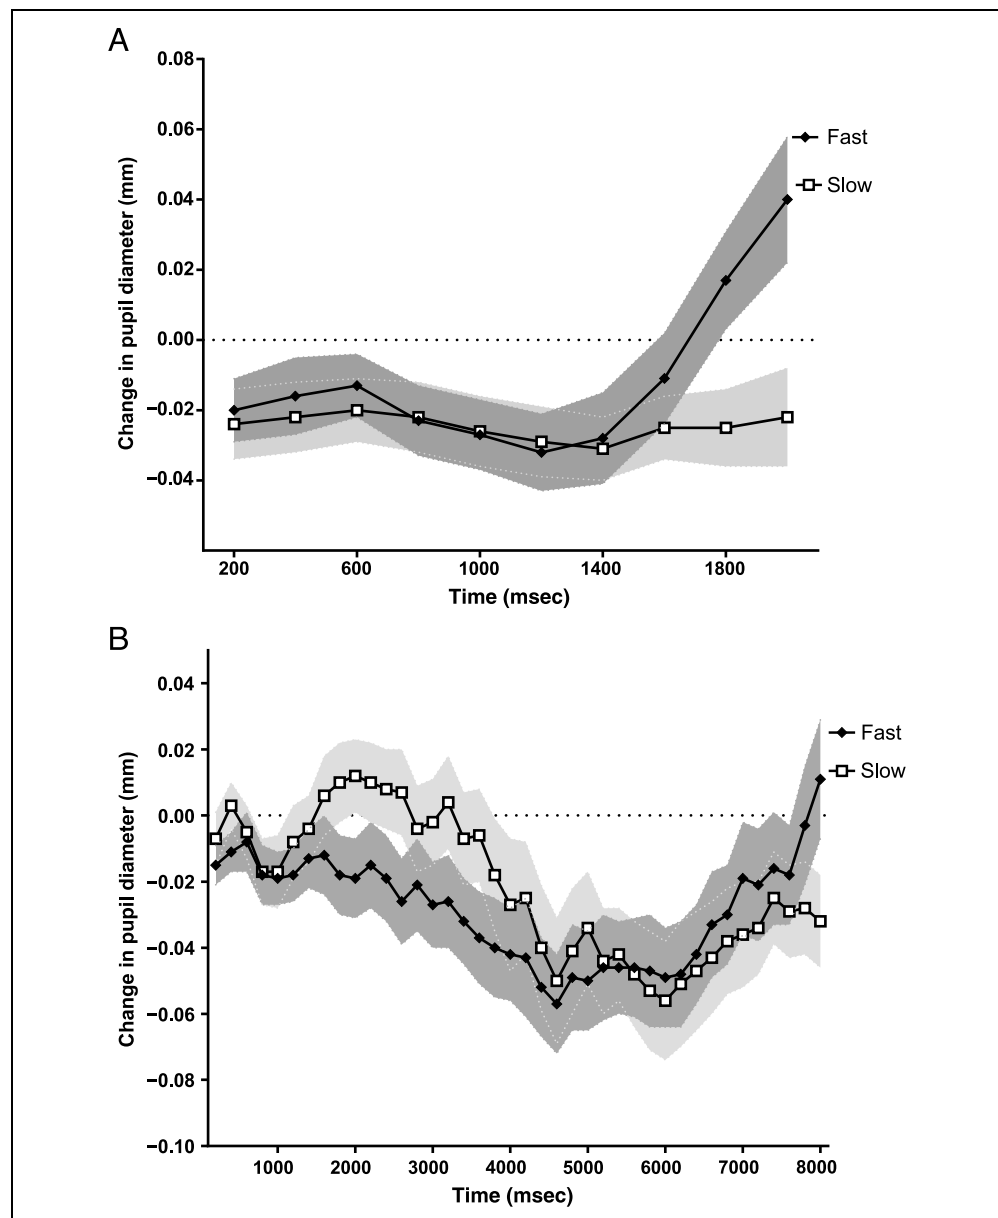 A
0.08
0.06
0.04
0.02
0.00
−0.02
−0.04
Change in pupil diameter (mm)
Fast
Slow
200 600 1000 1400 1800
Time (msec)
B
0.04
0.02
0.00
−0.02
−0.04
−0.06
−0.08
−0.10
Change in pupil diameter (mm)
Fast
Slow
1000 2000 3000 4000 5000 6000 7000 8000
Time (msec)